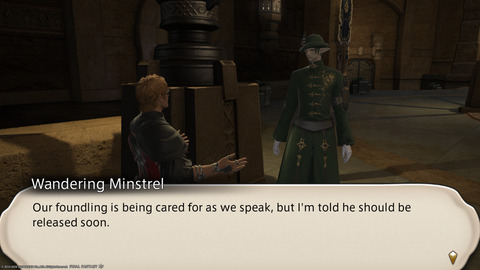 Wandering Minstrel
Our foundling is being cared for as we speak, but I'm told he should be
released soon.